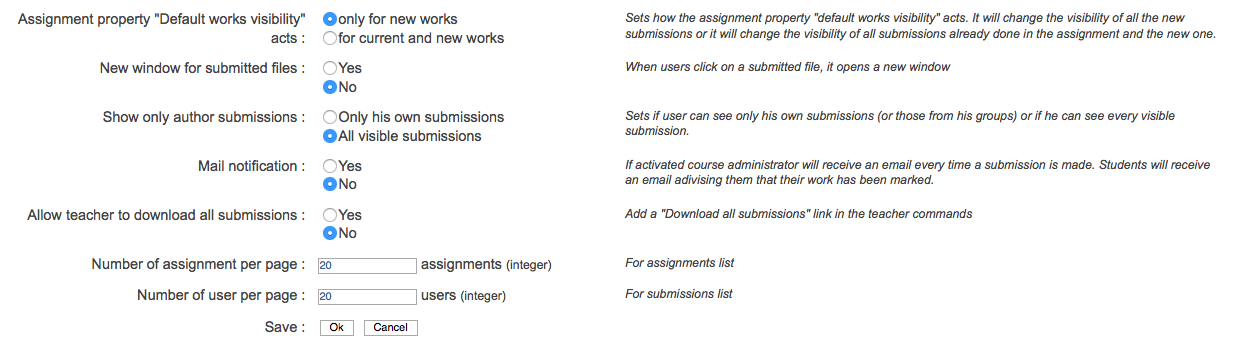 Assignment property "Default works visibility" acts :
only for new works
for current and new works
Sets how the assignment property "default works visibility" acts. It will change the visibility of all the new
submissions or it will change the visibility of all submissions already done in the assignment and the new one.
New window for submitted files :
Yes
No
When users click on a submitted file, it opens a new window
Show only author submissions :
Only his own submissions
All visible submissions
Sets if user can see only his own submissions (or those from his groups) or if he can see every visible
submission.
Mail notification :
Yes
No
If activated course administrator will receive an email every time a submission is made. Students will receive
an email adivising them that their work has been marked.
Allow teacher to download all submissions :
Yes
No
Add a "Download all submissions" link in the teacher commands
Number of assignment per page :
20
assignments (integer)
For assignments list
Number of user per page :
20
users (integer)
For submissions list
Save :
Ok
Cancel